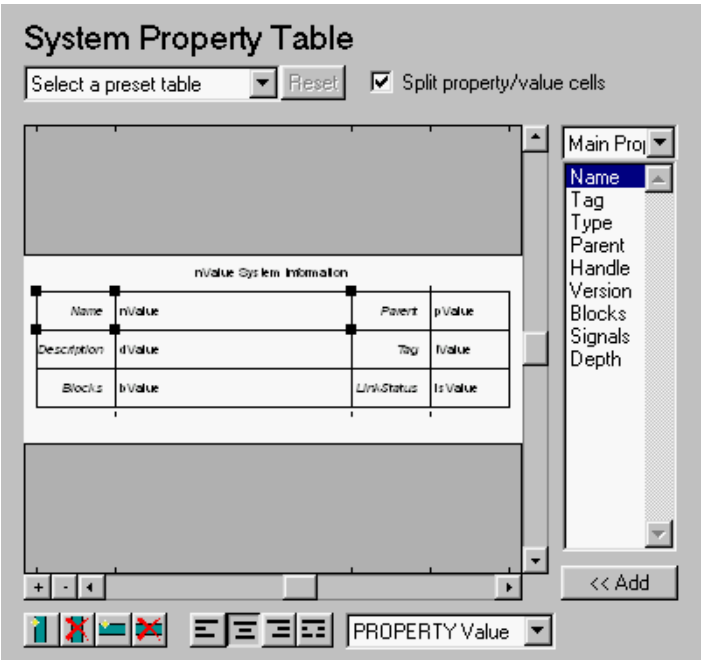 System Property Table
Select a preset table Reset Split property/value cells
Main Pro
Name
Tag
Type
Parent
Handle
Version
Blocks
Signals
Depth
nValue System Information
Name nValue Parent pValue
Description dValue Tag tValue
Blocks bValue LinkStatus lsValue
+ -
<< Add
PROPERTY Value